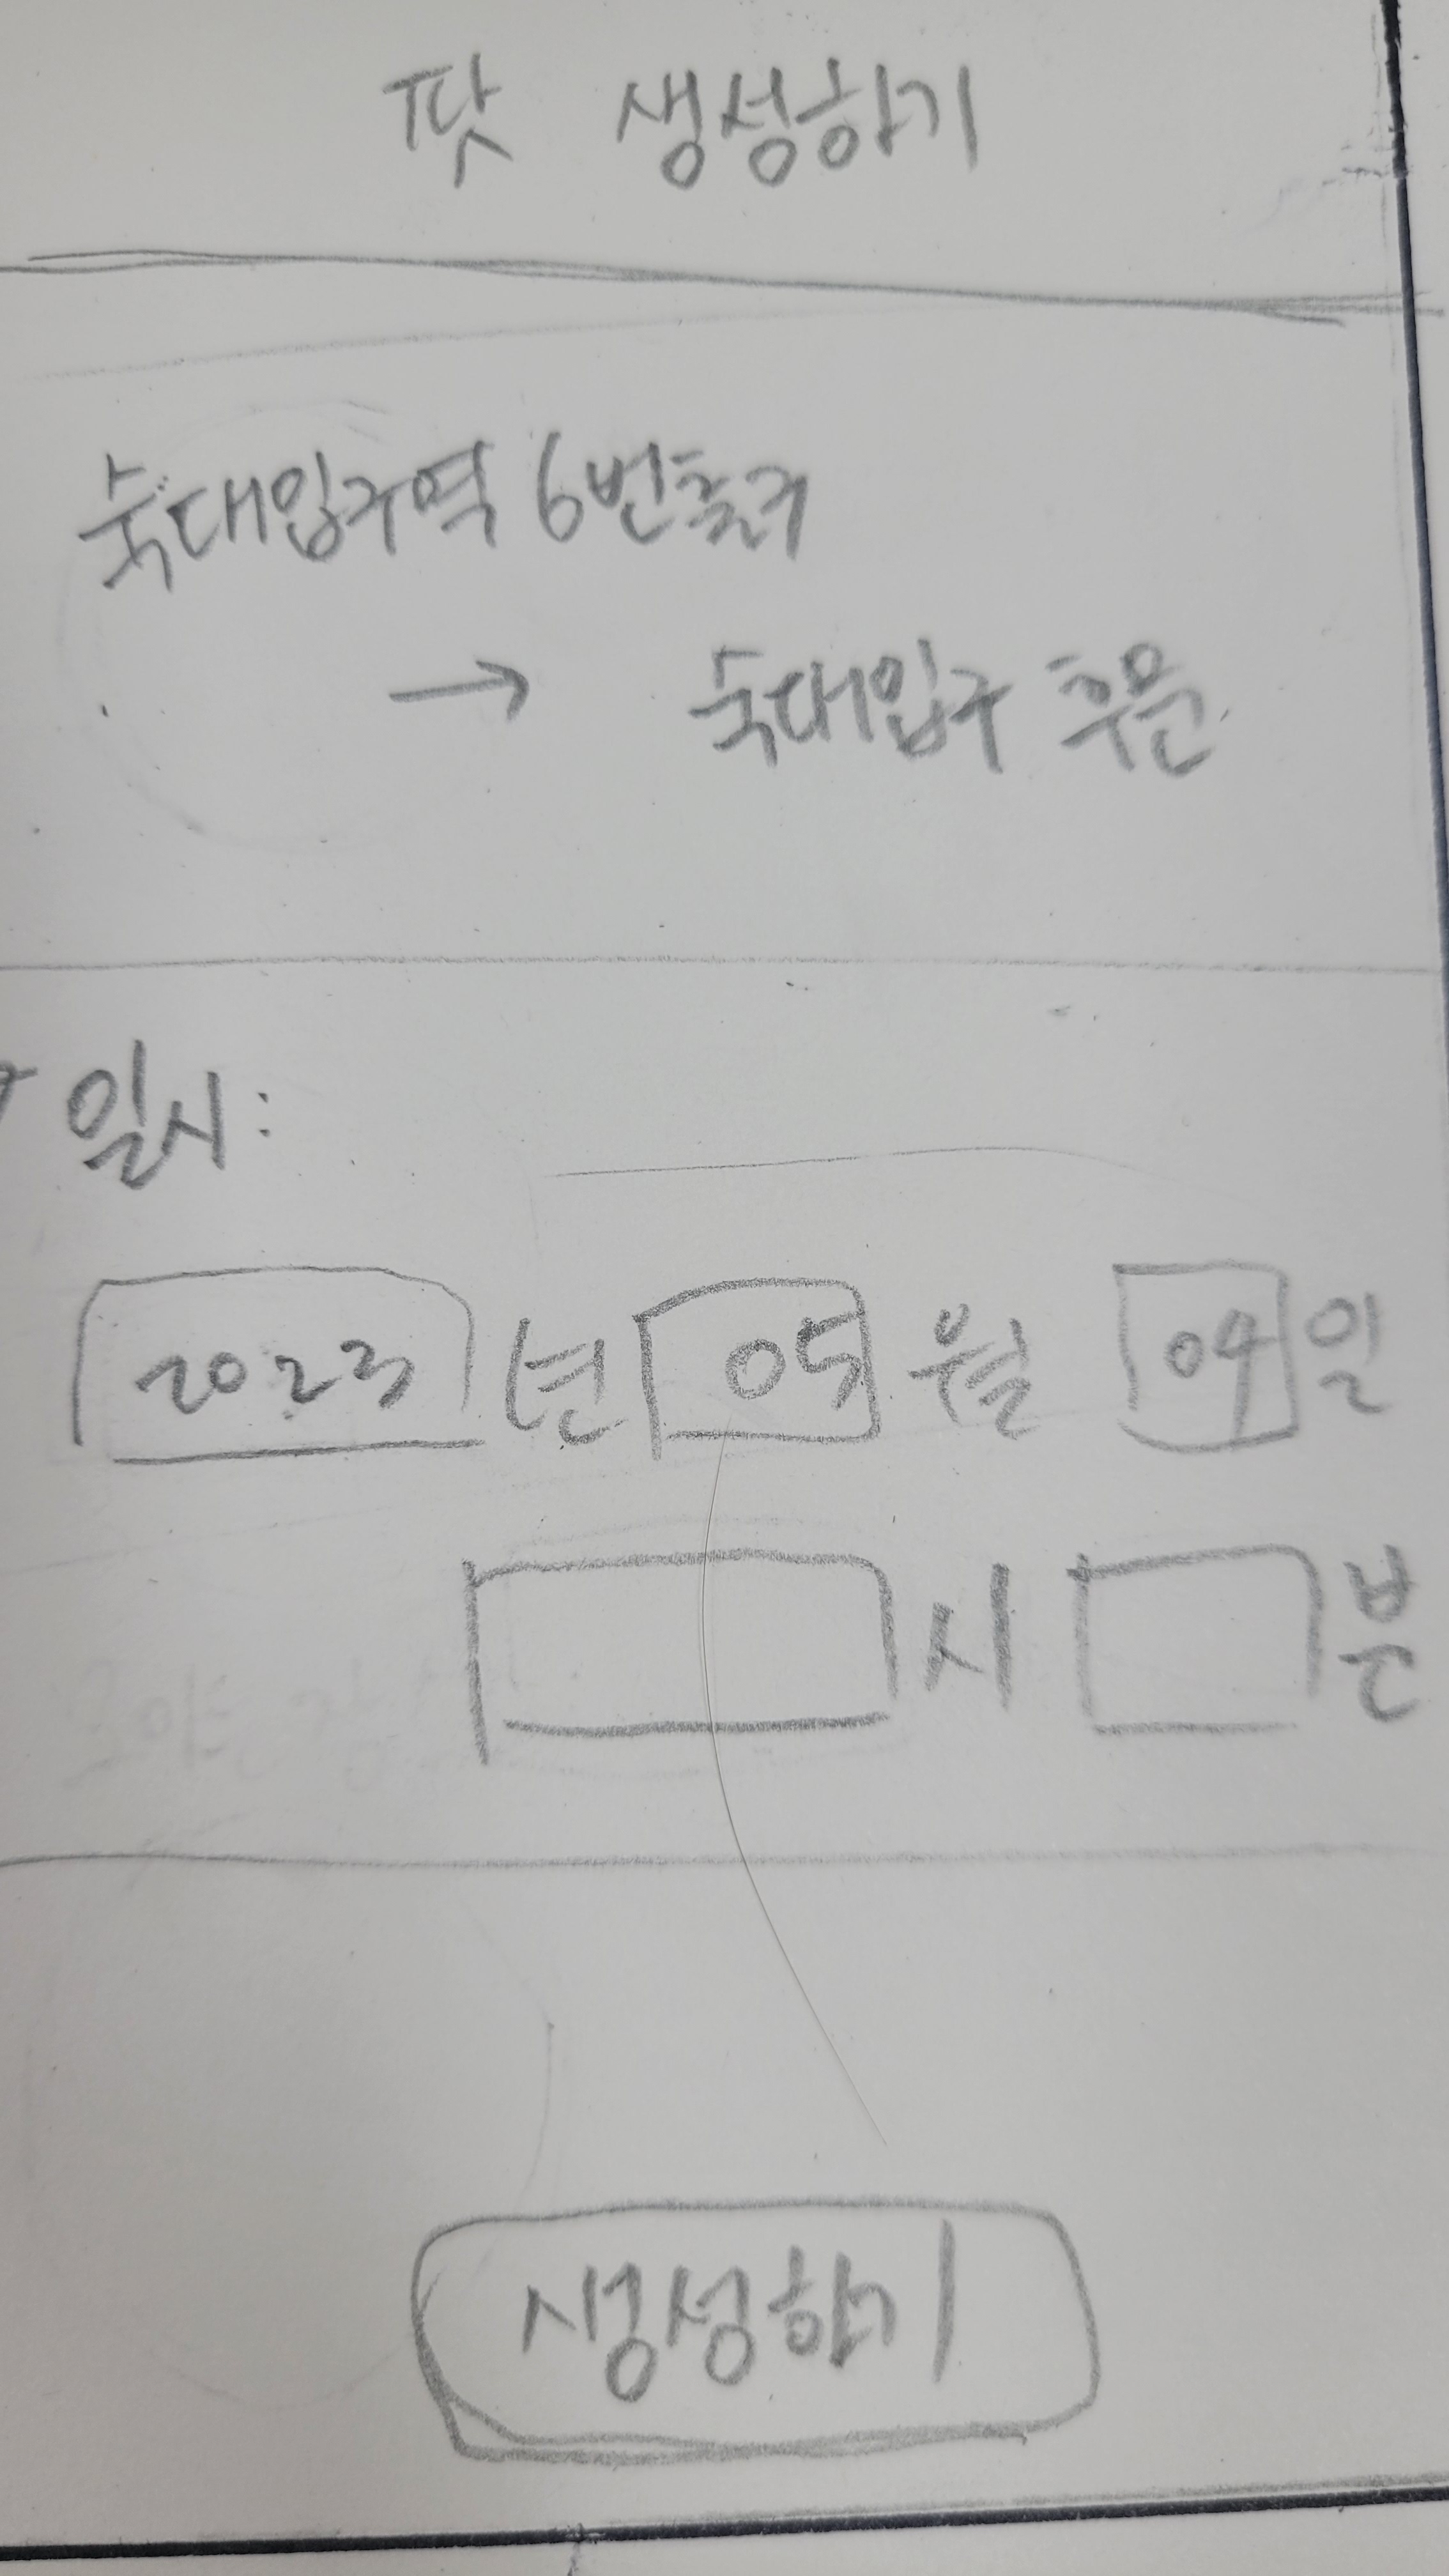 팟 생성하기
숙대입구역 6번출구
→ 숙대입구 후문
일시:
2023 년 05 월 04 일
시 분
생성하기